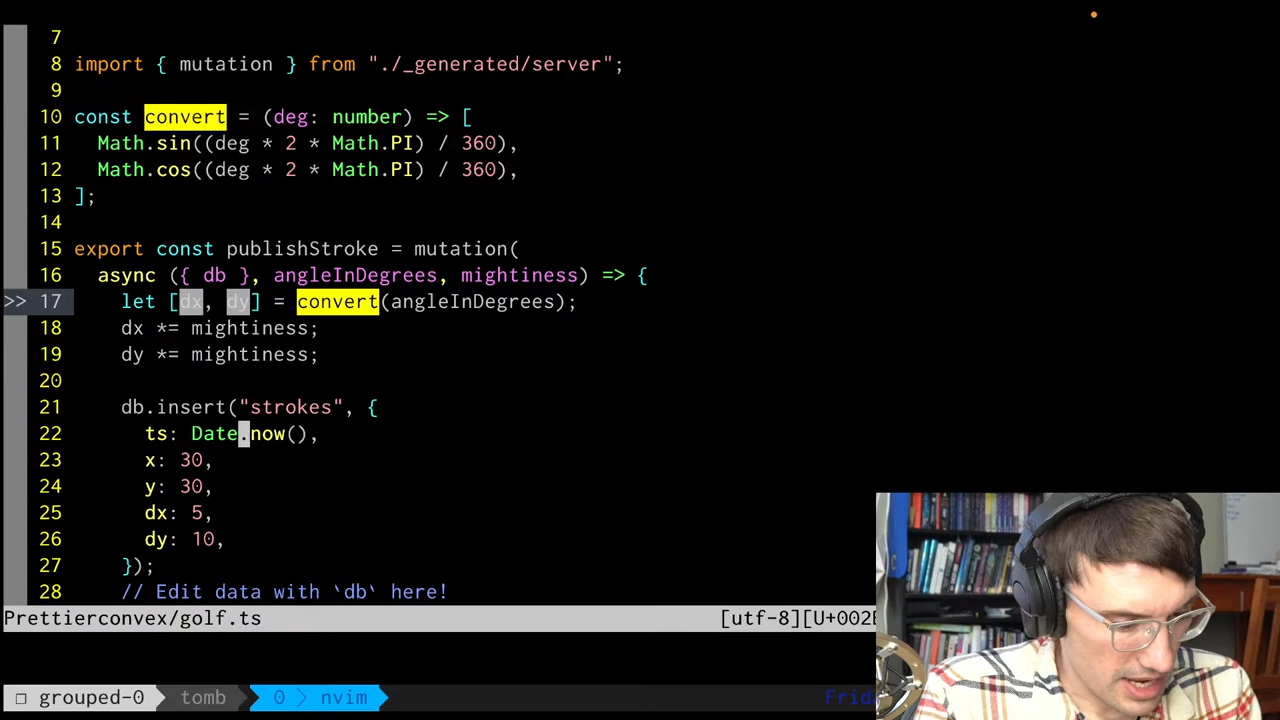 7
8 import { mutation } from "./_generated/server";
9
10 const convert = (deg: number) => [
11 Math.sin((deg * 2 * Math.PI) / 360),
12 Math.cos((deg * 2 * Math.PI) / 360),
13 ];
14
15 export const publishStroke = mutation(
16 async ({ db }, angleInDegrees, mightiness) => {
>> 17 let [dx, dy] = convert(angleInDegrees);
18 dx *= mightiness;
19 dy *= mightiness;
20
21 db.insert("strokes", {
22 ts: Date.now(),
23 x: 30,
24 y: 30,
25 dx: 5,
26 dy: 10,
27 });
28 // Edit data with `db` here!
Prettierconvex/golf.ts [utf-8][U+002E
grouped-0 tomb 0 nvim Frid